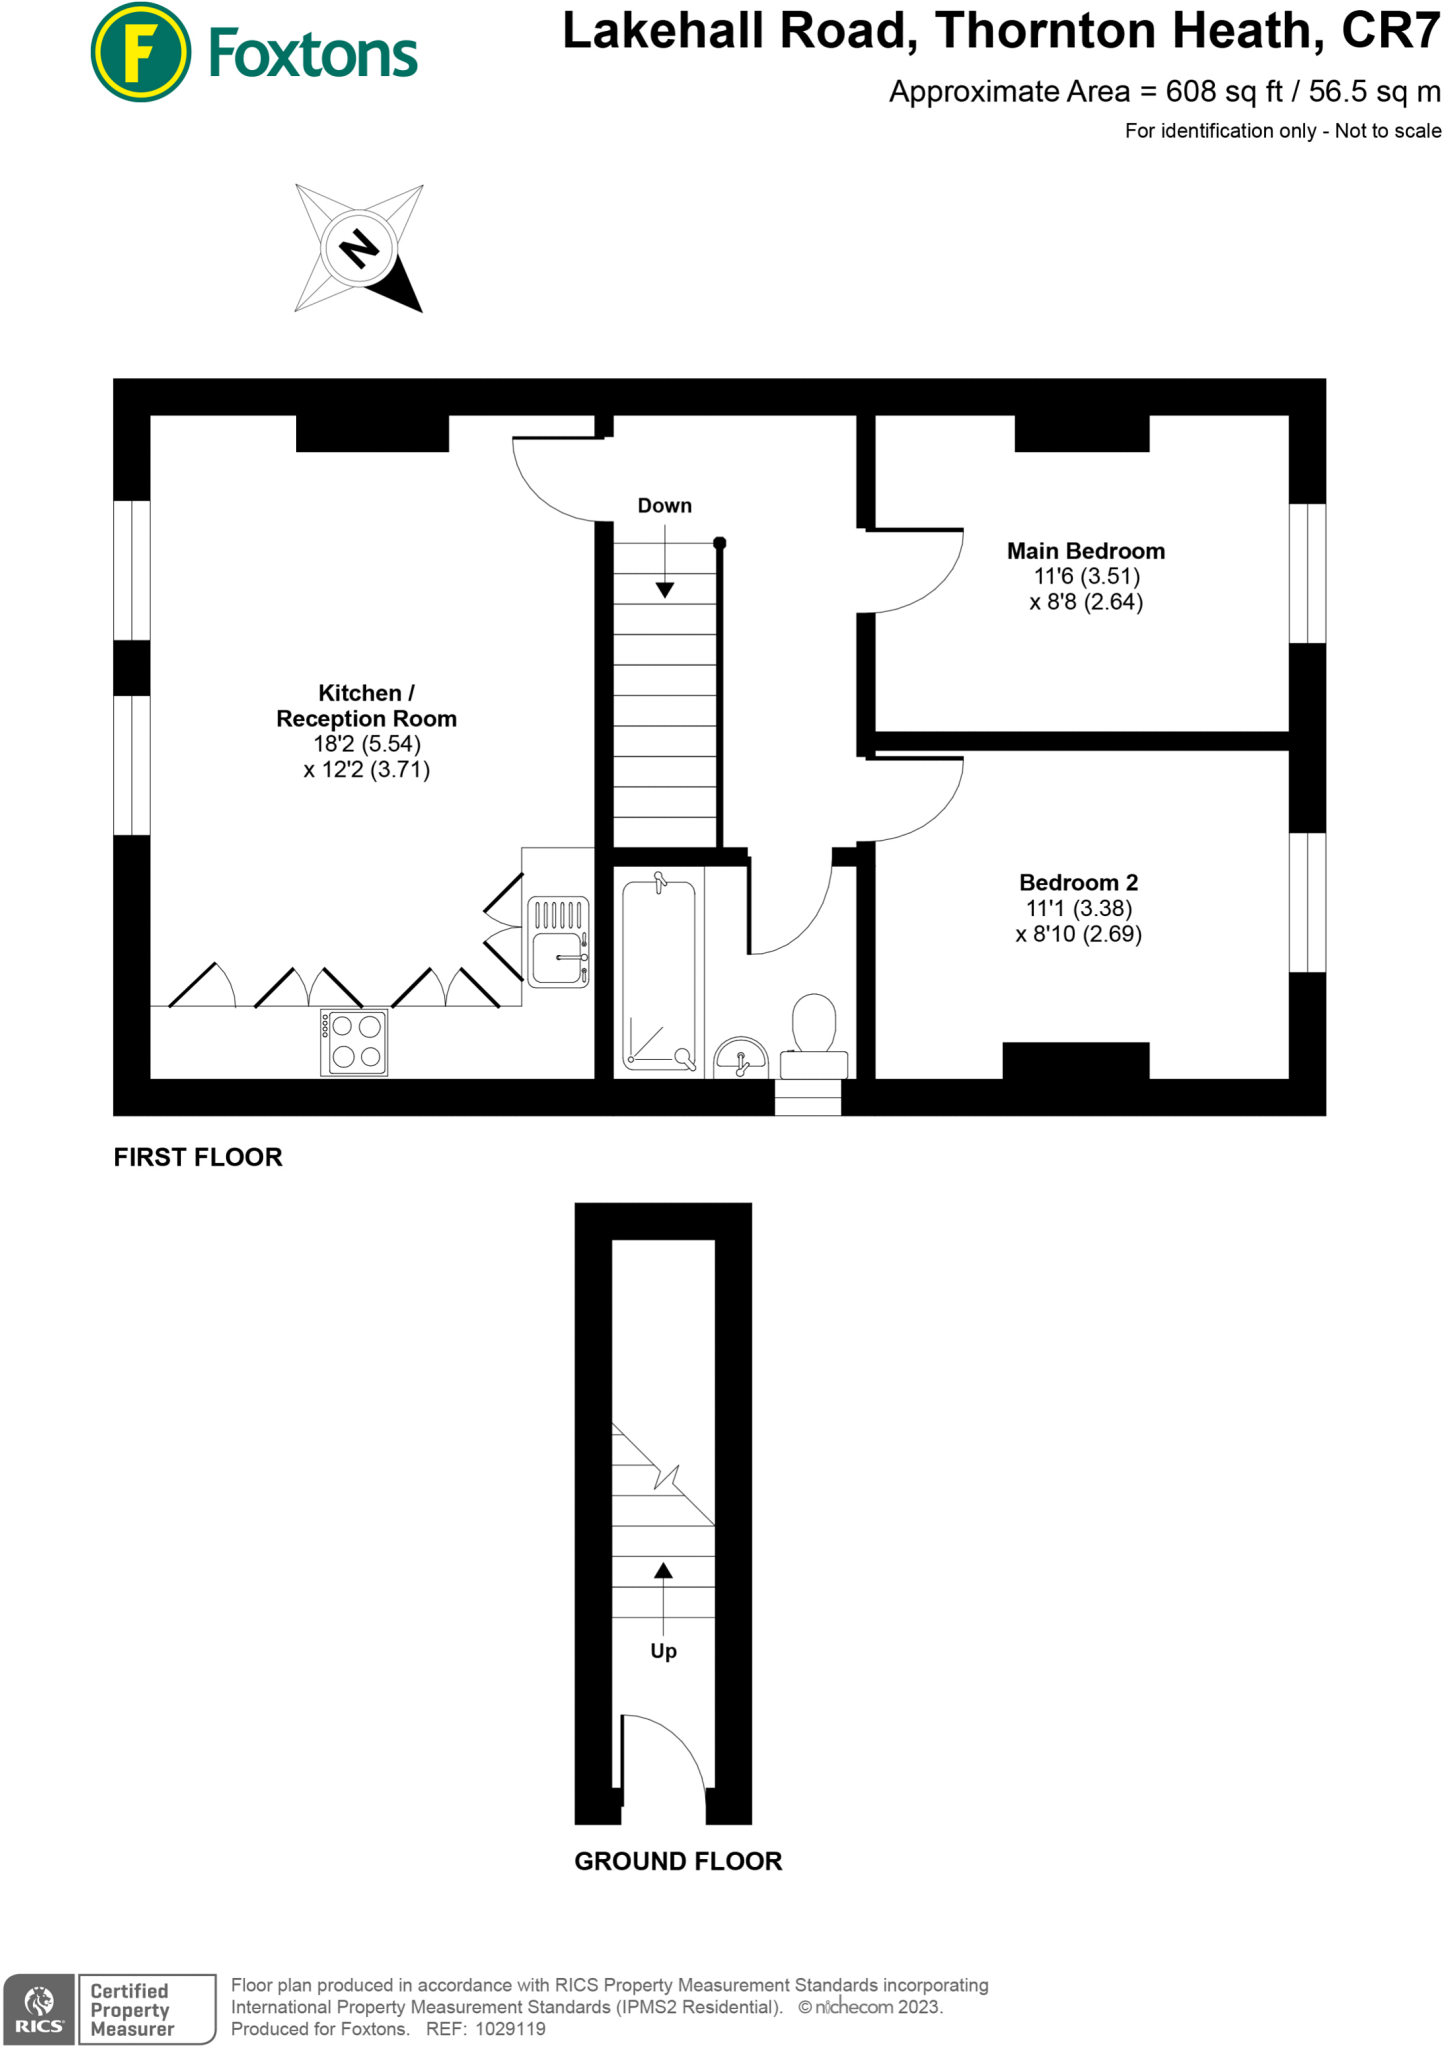 F Foxtons
Lakehall Road, Thornton Heath, CR7
Approximate Area = 608 sq ft / 56.5 sq m
For identification only - Not to scale
N
Down
Main Bedroom
11'6 (3.51)
x 8'8 (2.64)
Kitchen /
Reception Room
18'2 (5.54)
x 12'2 (3.71)
Bedroom 2
11'1 (3.38)
x 8'10 (2.69)
FIRST FLOOR
Up
GROUND FLOOR
RICS
Certified
Property
Measurer
Floor plan produced in accordance with RICS Property Measurement Standards incorporating
International Property Measurement Standards (IPMS2 Residential). © nichecom 2023.
Produced for Foxtons. REF: 1029119